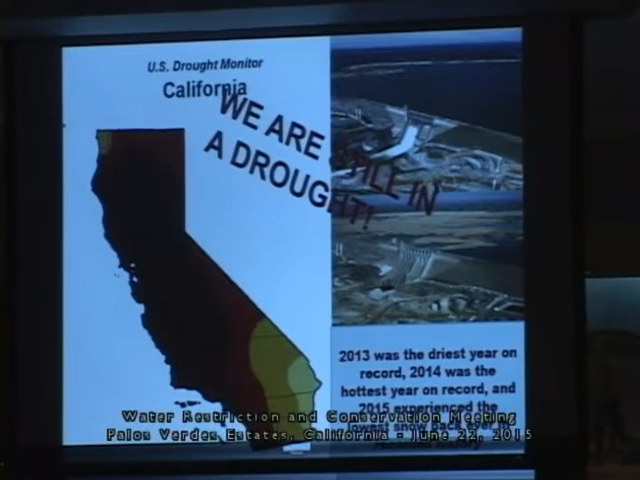 U.S. Drought Monitor
California
WE ARE STILL IN
A DROUGHT!
2013 was the driest year on
record, 2014 was the
hottest year on record, and
2015 experienced the
lowest snow pack ever
Water Restriction and Conservation Meeting
Palos Verdes Estates, California - June 22, 2015